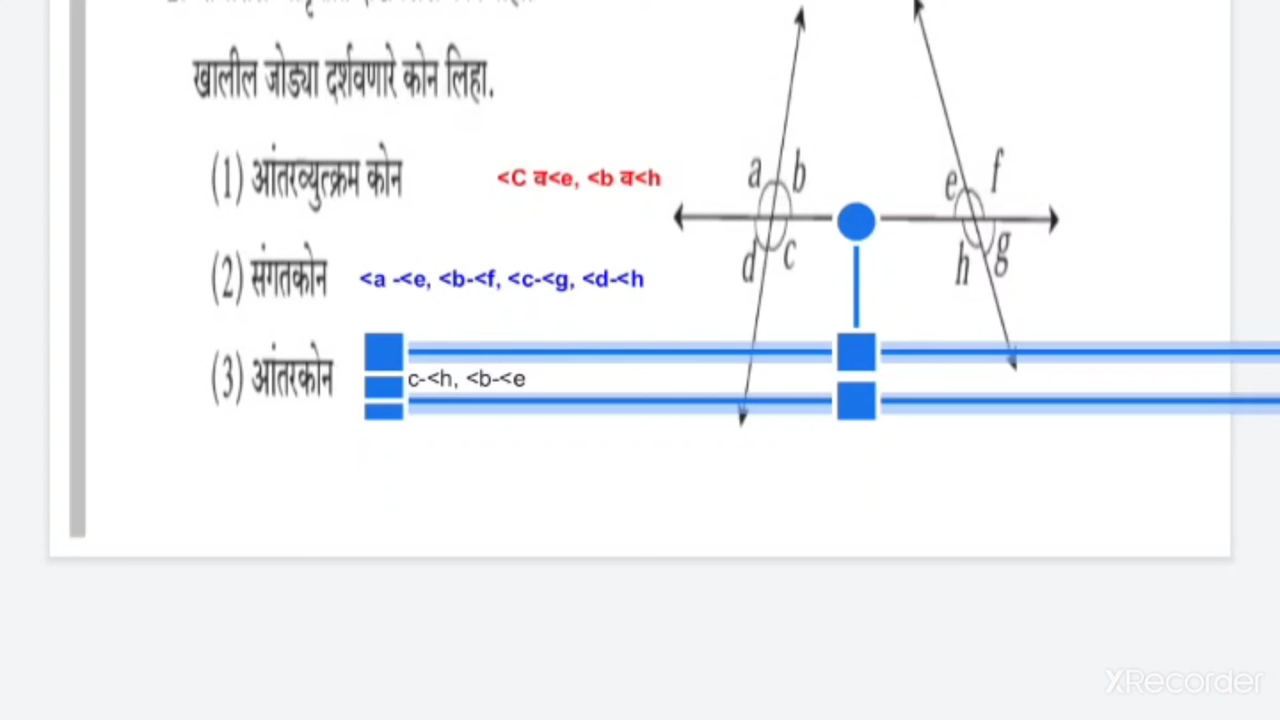 खालील जोड्या दर्शवणारे कोन लिहा.
(1) आंतरव्युत्क्रम कोन <C व<e, <b व<h
a b e f
(2) संगतकोन <a -<e, <b-<f, <c-<g, <d-<h
d c h g
(3) आंतरकोन c-<h, <b-<e
XRecorder